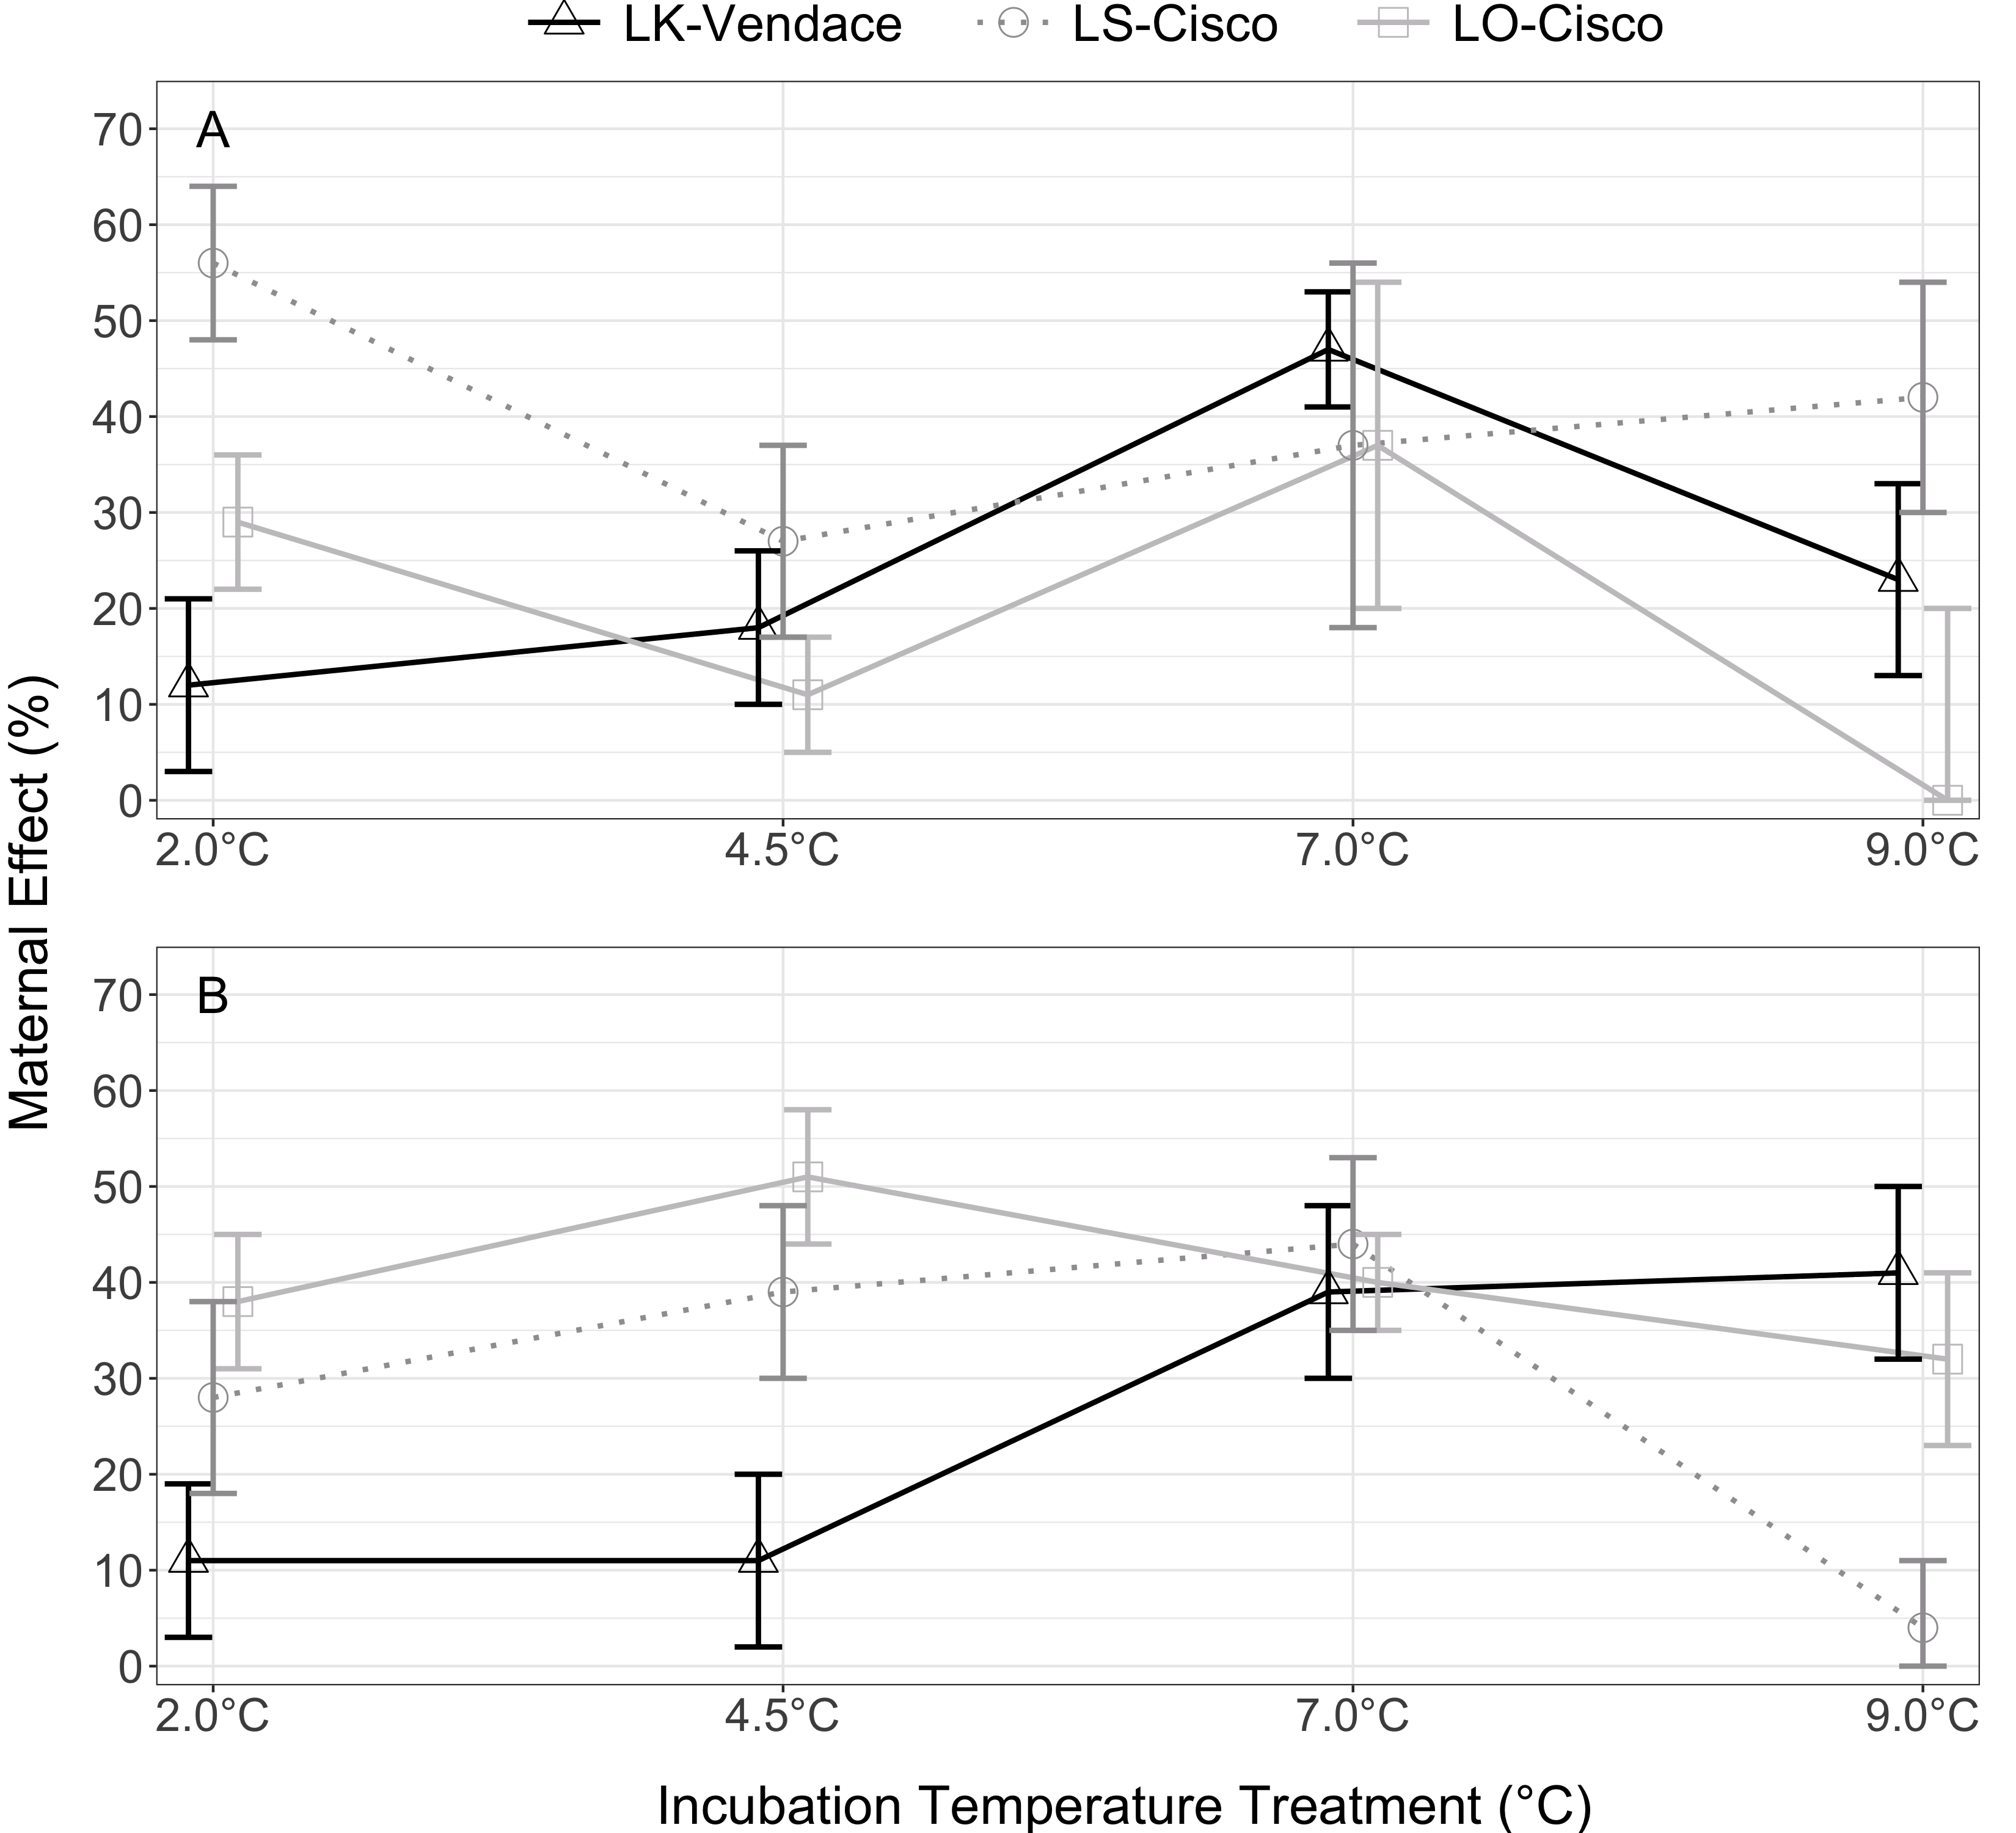 LK-Vendace LS-Cisco LO-Cisco
A
70
60
50
40
30
20
10
0
2.0°C 4.5°C 7.0°C 9.0°C
Maternal Effect (%)
B
70
60
50
40
30
20
10
0
2.0°C 4.5°C 7.0°C 9.0°C
Incubation Temperature Treatment (°C)